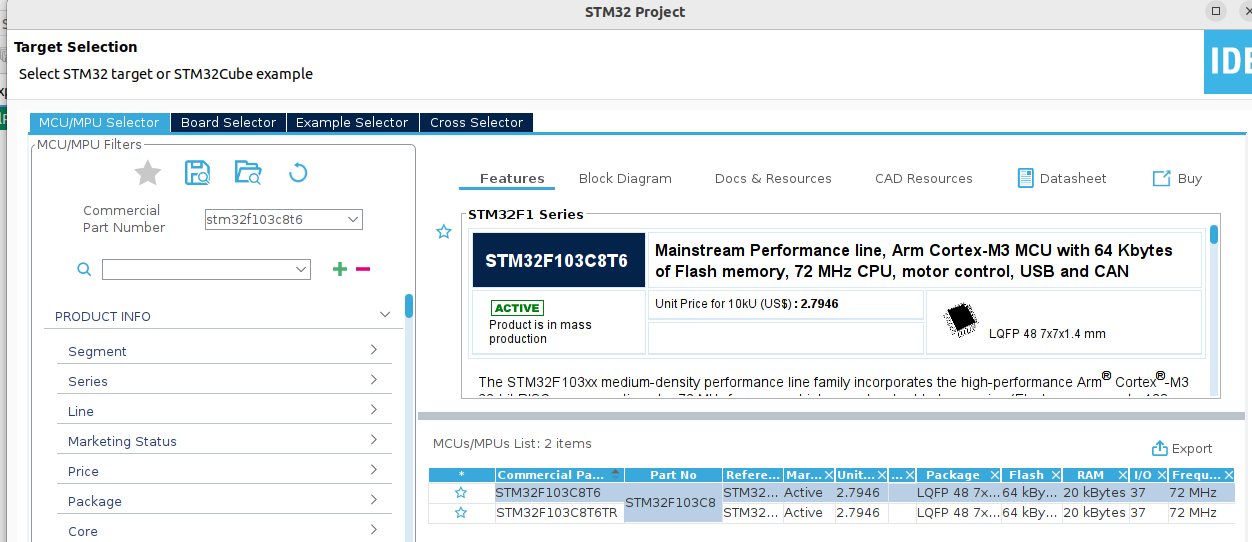 STM32 Project
Target Selection
Select STM32 target or STM32Cube example
IDE
MCU/MPU Selector Board Selector Example Selector Cross Selector
MCU/MPU Filters
Commercial
Part Number
stm32f103c8t6
PRODUCT INFO
Segment
Series
Line
Marketing Status
Price
Package
Core
Features Block Diagram Docs & Resources CAD Resources Datasheet Buy
STM32F1 Series
STM32F103C8T6
Mainstream Performance line, Arm Cortex-M3 MCU with 64 Kbytes
of Flash memory, 72 MHz CPU, motor control, USB and CAN
ACTIVE
Product is in mass
production
Unit Price for 10kU (US$) : 2.7946
LQFP 48 7x7x1.4 mm
The STM32F103xx medium-density performance line family incorporates the high-performance Arm® Cortex®-M3
MCUs/MPUs List: 2 items
Export
* Commercial Pa... Part No Refere... Mar... Unit... ... Package Flash RAM I/O Frequ...
STM32F103C8T6 STM32F103C8 STM32... Active 2.7946 LQFP 48 7x... 64 kBy... 20 kBytes 37 72 MHz
STM32F103C8T6TR STM32... Active 2.7946 LQFP 48 7x... 64 kBy... 20 kBytes 37 72 MHz